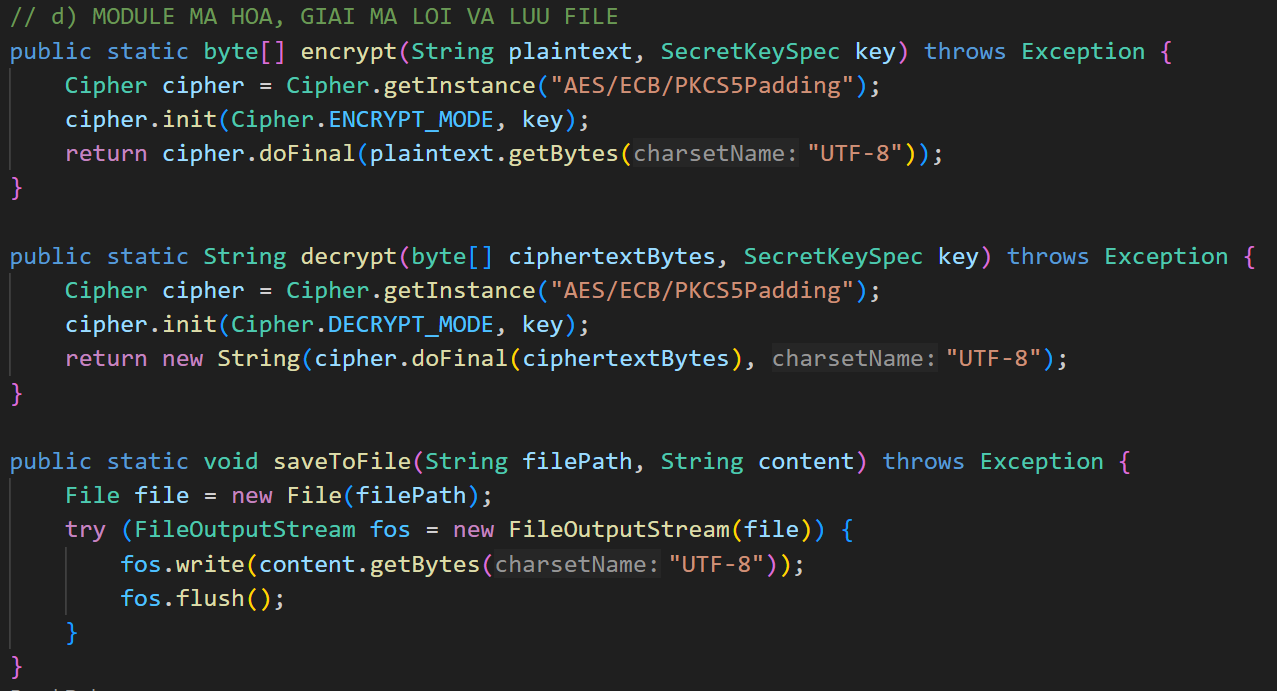 // d) MODULE MA HOA, GIAI MA LOI VA LUU FILE
public static byte[] encrypt(String plaintext, SecretKeySpec key) throws Exception {
    Cipher cipher = Cipher.getInstance("AES/ECB/PKCS5Padding");
    cipher.init(Cipher.ENCRYPT_MODE, key);
    return cipher.doFinal(plaintext.getBytes(charsetName: "UTF-8"));
}

public static String decrypt(byte[] ciphertextBytes, SecretKeySpec key) throws Exception {
    Cipher cipher = Cipher.getInstance("AES/ECB/PKCS5Padding");
    cipher.init(Cipher.DECRYPT_MODE, key);
    return new String(cipher.doFinal(ciphertextBytes), charsetName: "UTF-8");
}

public static void saveToFile(String filePath, String content) throws Exception {
    File file = new File(filePath);
    try (FileOutputStream fos = new FileOutputStream(file)) {
        fos.write(content.getBytes(charsetName: "UTF-8"));
        fos.flush();
    }
}